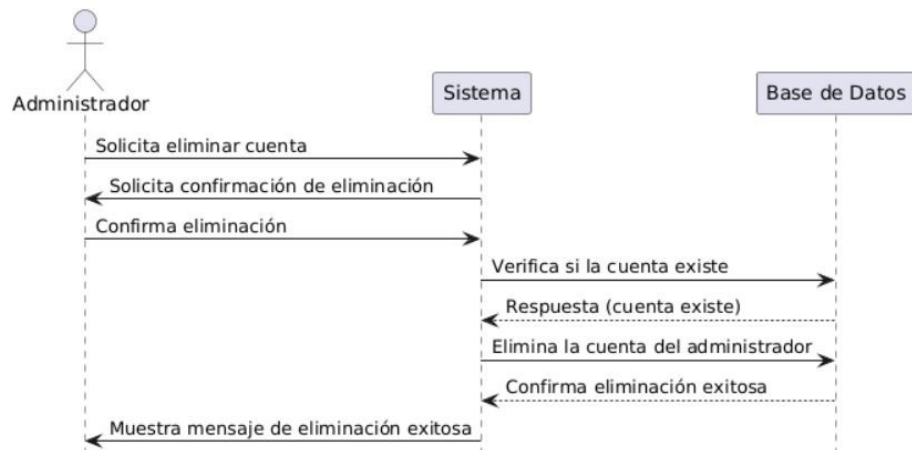 Administrador
Sistema
Base de Datos
Solicita eliminar cuenta
Solicita confirmación de eliminación
Confirma eliminación
Verifica si la cuenta existe
Respuesta (cuenta existe)
Elimina la cuenta del administrador
Confirma eliminación exitosa
Muestra mensaje de eliminación exitosa